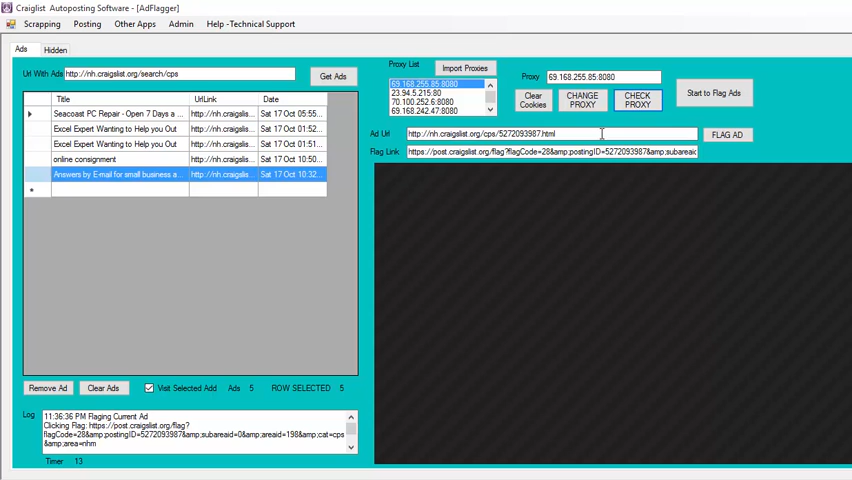 Craiglist Autoposting Software - [AdFlagger]
Scrapping Posting Other Apps Admin Help -Technical Support
Ads Hidden
Url With Ads http://nh.craigslist.org/search/cps Get Ads
Title UrlLink Date
Seacoast PC Repair - Open 7 Days a ... http://nh.craigslis... Sat 17 Oct 05:55...
Excel Expert Wanting to Help you Out http://nh.craigslis... Sat 17 Oct 01:52...
Excel Expert Wanting to Help you Out http://nh.craigslis... Sat 17 Oct 01:51...
online consignment http://nh.craigslis... Sat 17 Oct 10:50...
Answers by E-mail for small business a... http://nh.craigslis... Sat 17 Oct 10:32...
Remove Ad Clear Ads Visit Selected Add Ads 5 ROW SELECTED 5
Log 11:36:36 PM Flaging Current Ad
Clicking Flag: https://post.craigslist.org/flag?
flagCode=28&amp;postingID=5272093987&amp;subareaid=0&amp;areaid=198&amp;cat=cps
&amp;area=nhm
Timer 13
Proxy List Import Proxies
69.168.255.85:8080
23.94.5.215:80
70.100.252.6:8080
69.168.242.47:8080
Proxy 69.168.255.85:8080
Clear Cookies
CHANGE PROXY
CHECK PROXY
Start to Flag Ads
Ad Url http://nh.craigslist.org/cps/5272093987.html FLAG AD
Flag Link: https://post.craigslist.org/flag?flagCode=28&amp;postingID=5272093987&amp;subareaid